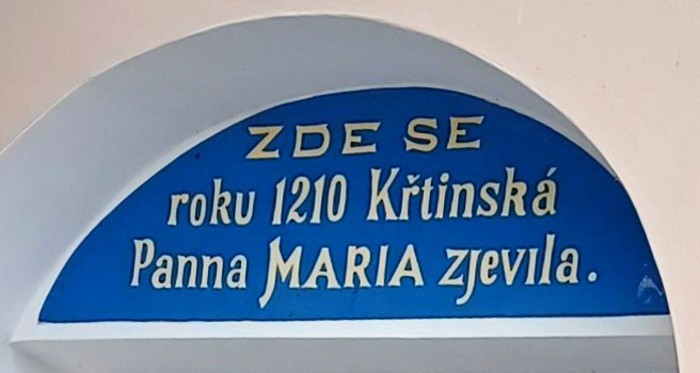 ZDE SE
roku 1210 Křtinská
Panna MARIA zjevila.